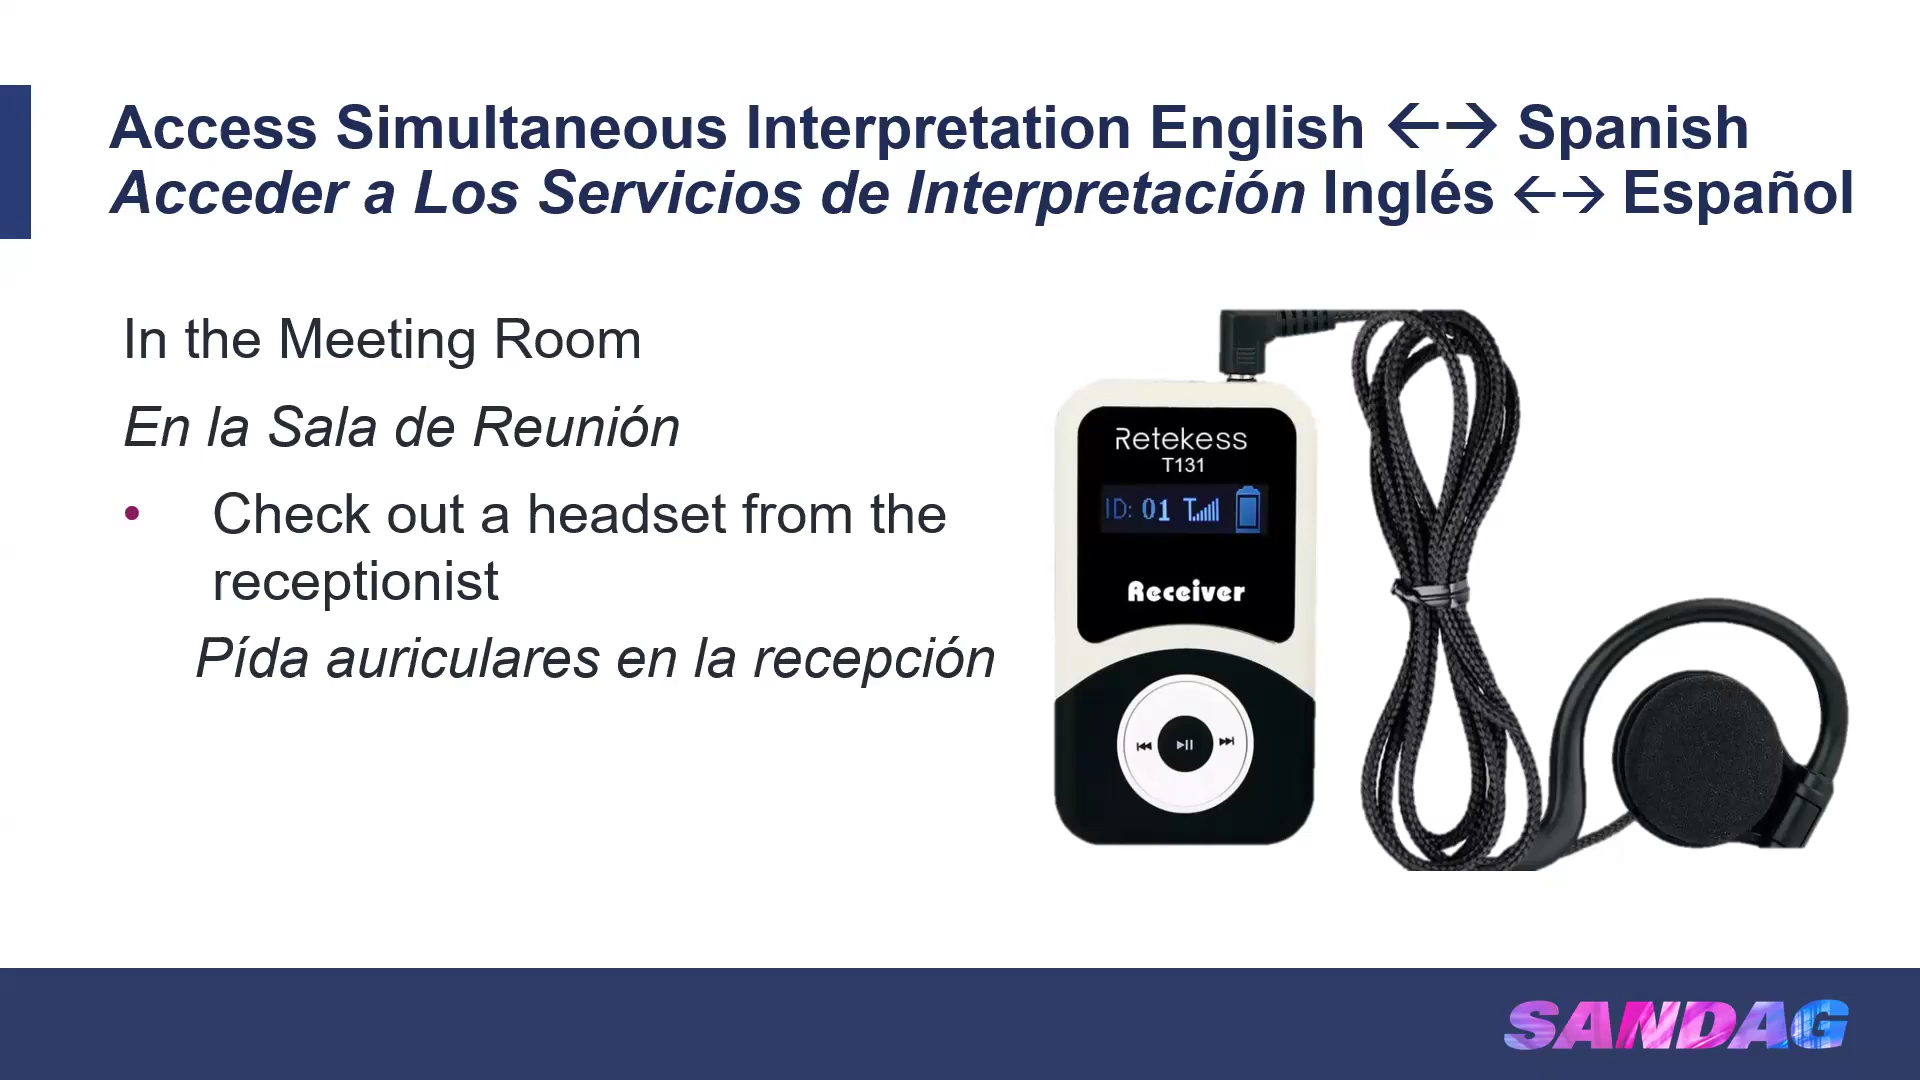 Access Simultaneous Interpretation English ←→ Spanish
Acceder a Los Servicios de Interpretación Inglés ←→ Español
In the Meeting Room
En la Sala de Reunión
• Check out a headset from the
receptionist
Pída auriculares en la recepción
Retekess
T131
ID: 01
Receiver
SANDAG